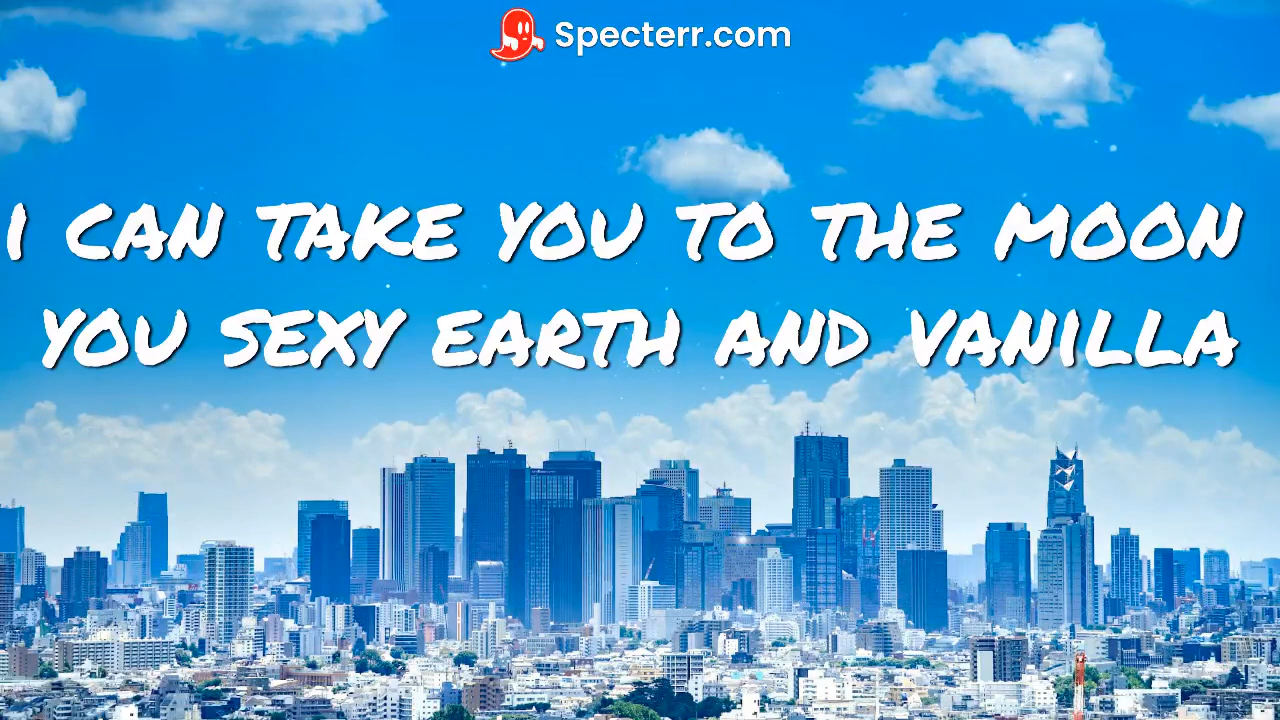 Specterr.com
I CAN TAKE YOU TO THE MOON
YOU SEXY EARTH AND VANILLA